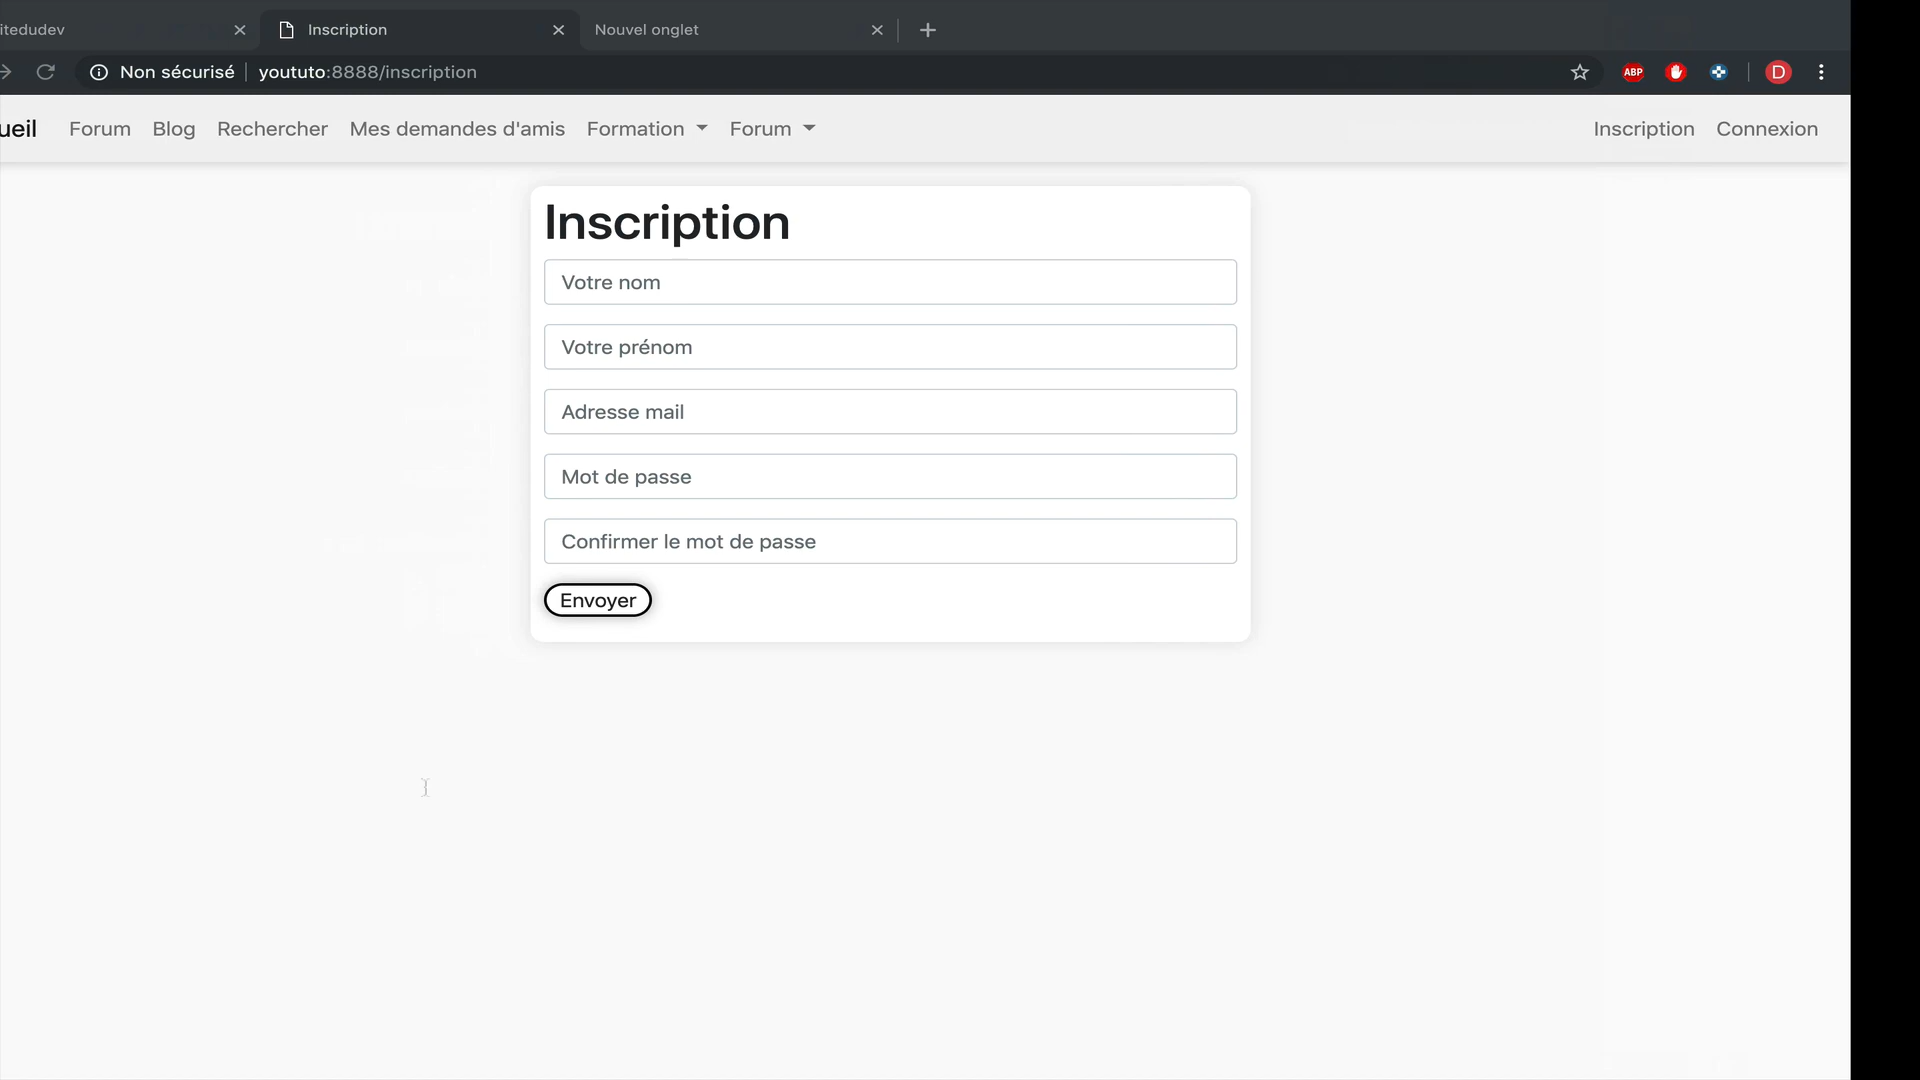 itedudev Inscription Nouvel onglet
Non sécurisé yoututo:8888/inscription ABP D
ueil Forum Blog Rechercher Mes demandes d'amis Formation Forum Inscription Connexion
Inscription
Votre nom
Votre prénom
Adresse mail
Mot de passe
Confirmer le mot de passe
Envoyer